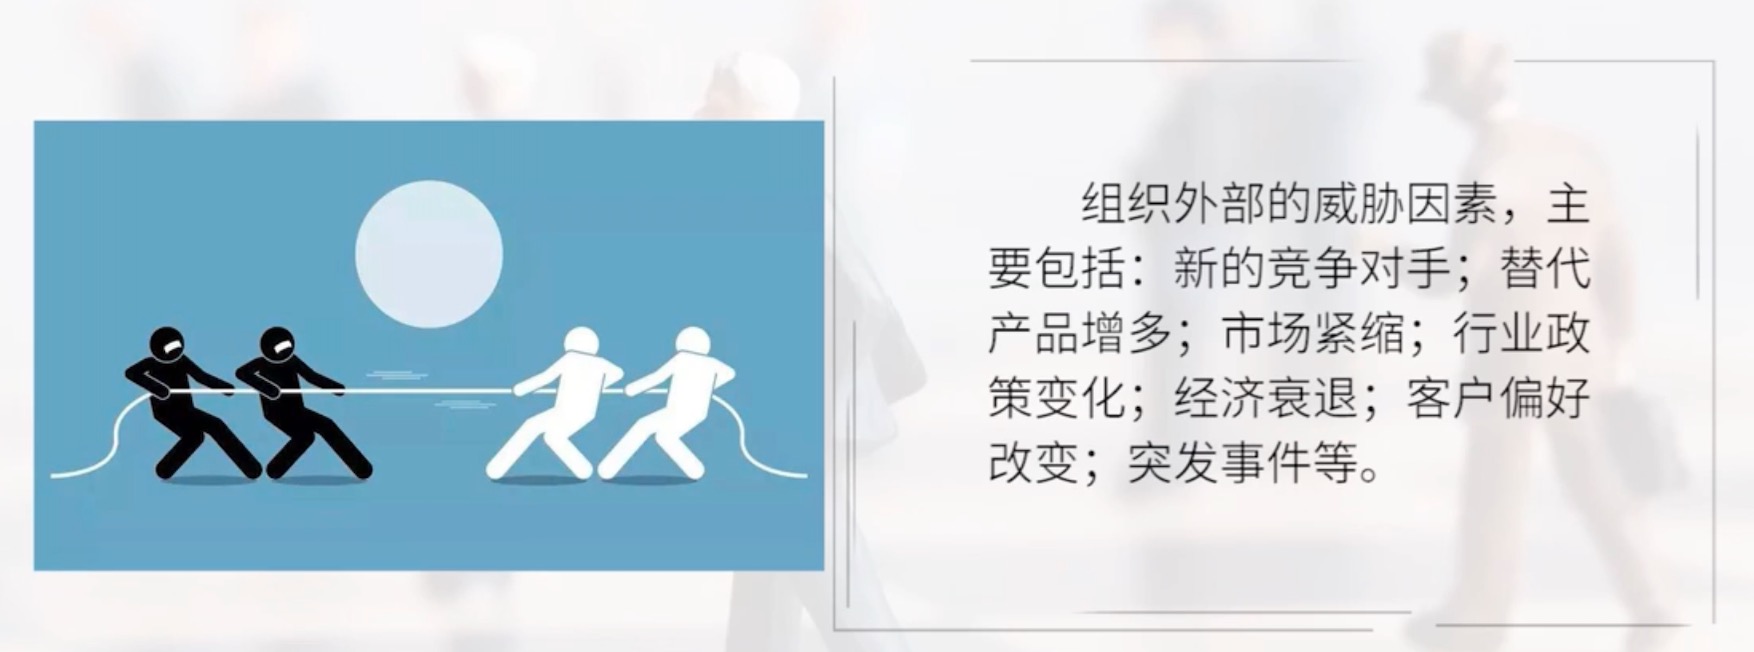 组织外部的威胁因素，主
要包括：新的竞争对手；替代
产品增多；市场紧缩；行业政
策变化；经济衰退；客户偏好
改变；突发事件等。